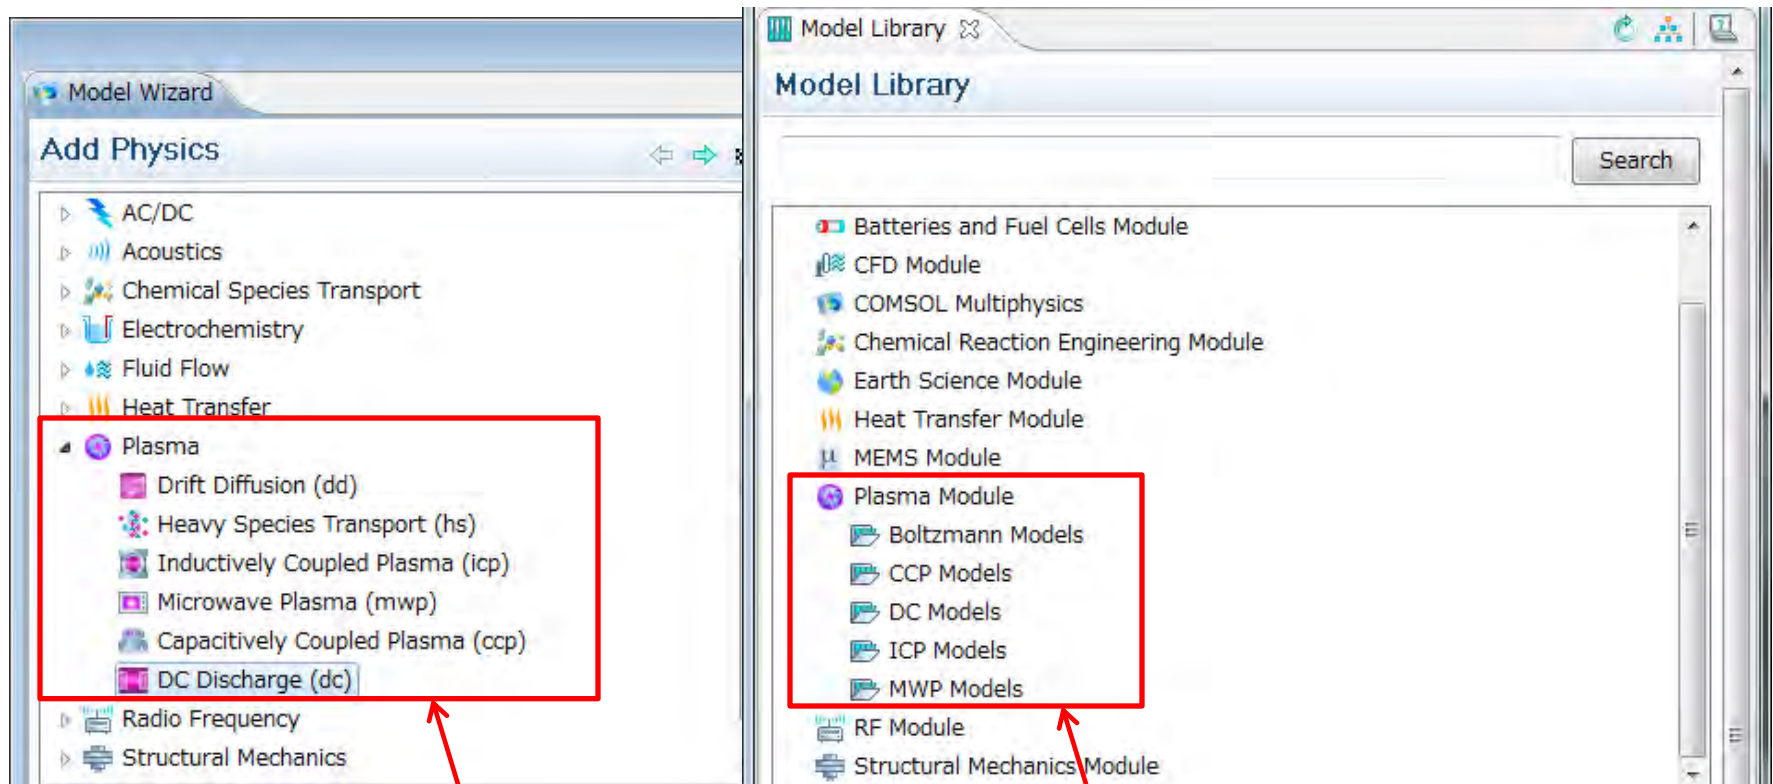 Model Wizard
Add Physics
AC/DC
Acoustics
Chemical Species Transport
Electrochemistry
Fluid Flow
Heat Transfer
Plasma
Drift Diffusion (dd)
Heavy Species Transport (hs)
Inductively Coupled Plasma (icp)
Microwave Plasma (mwp)
Capacitively Coupled Plasma (ccp)
DC Discharge (dc)
Radio Frequency
Structural Mechanics
Model Library
Model Library
Search
Batteries and Fuel Cells Module
CFD Module
COMSOL Multiphysics
Chemical Reaction Engineering Module
Earth Science Module
Heat Transfer Module
μ MEMS Module
Plasma Module
Boltzmann Models
CCP Models
DC Models
ICP Models
MWP Models
RF Module
Structural Mechanics Module